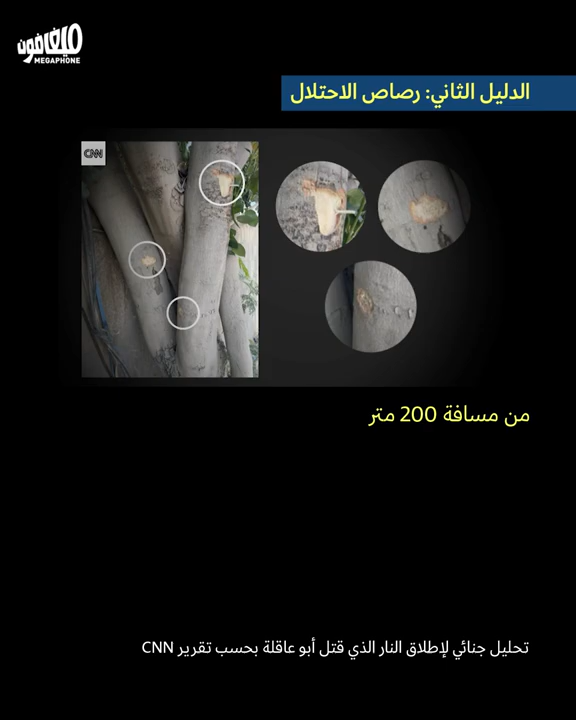 ميغافون
MEGAPHONE
الدليل الثاني: رصاص الاحتلال
CNN
من مسافة 200 متر
تحليل جنائي لإطلاق النار الذي قتل أبو عاقلة بحسب تقرير CNN